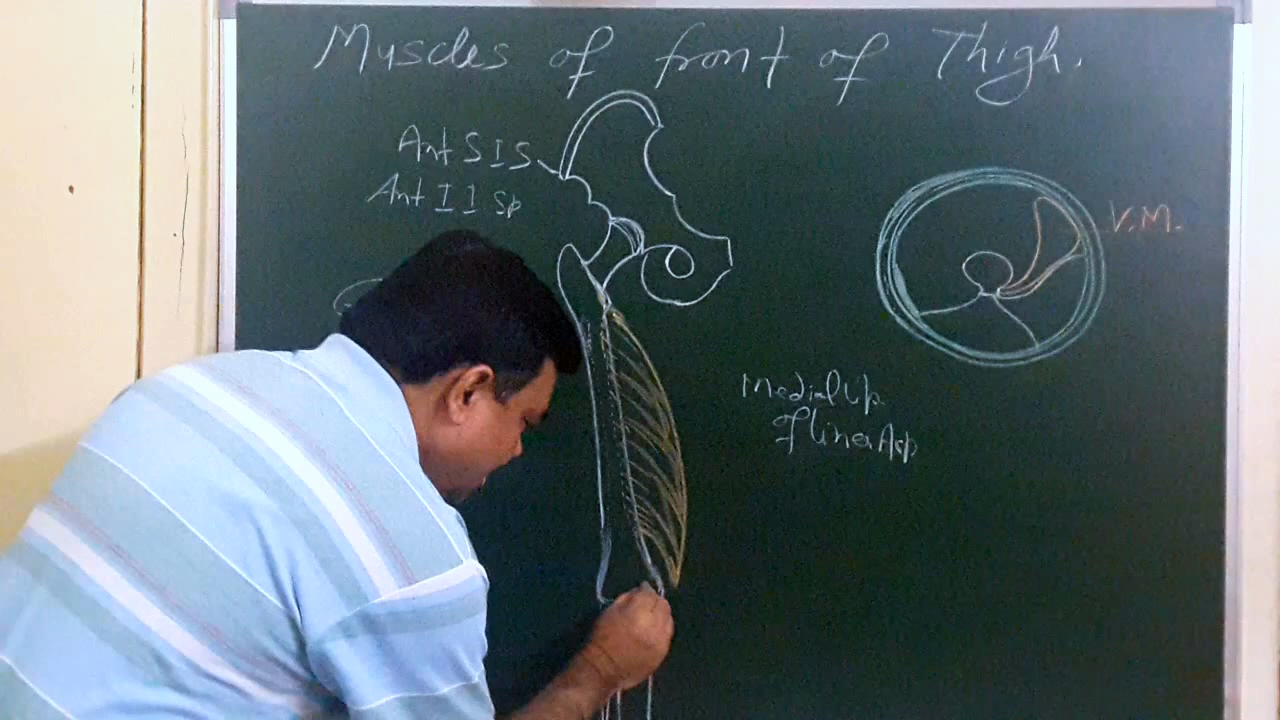 Muscles of front of Thigh.
Ant S I S
Ant I I Sp
V.M.
Medial lip
of linea Asp